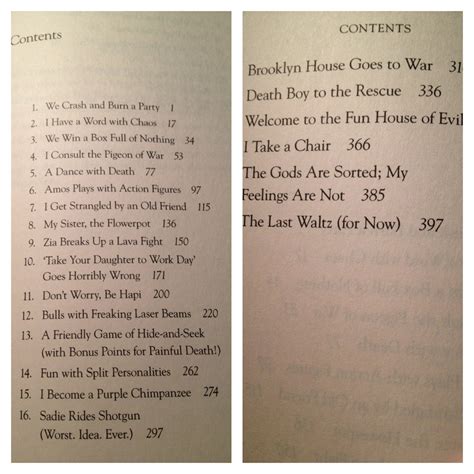 Contents
1. We Crash and Burn a Party 1
2. I Have a Word with Chaos 17
3. We Win a Box Full of Nothing 34
4. I Consult the Pigeon of War 53
5. A Dance with Death 77
6. Amos Plays with Action Figures 97
7. I Get Strangled by an Old Friend 115
8. My Sister, the Flowerpot 136
9. Zia Breaks Up a Lava Fight 150
10. ‘Take Your Daughter to Work Day’
Goes Horribly Wrong 171
11. Don’t Worry, Be Hapi 200
12. Bulls with Freaking Laser Beams 220
13. A Friendly Game of Hide-and-Seek
(with Bonus Points for Painful Death!)
14. Fun with Split Personalities 262
15. I Become a Purple Chimpanzee 274
16. Sadie Rides Shotgun
(Worst. Idea. Ever.) 297
CONTENTS
Brooklyn House Goes to War
Death Boy to the Rescue 336
Welcome to the Fun House of Evil
I Take a Chair 366
The Gods Are Sorted; My
Feelings Are Not 385
The Last Waltz (for Now) 397